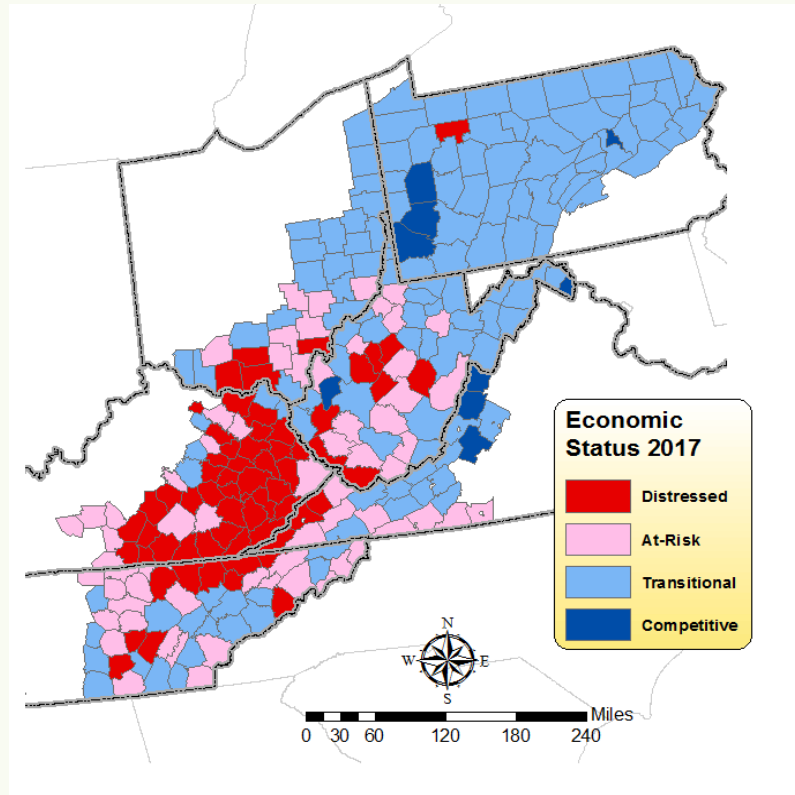 Economic
Status 2017
Distressed
At-Risk
Transitional
Competitive
N
W E
S
Miles
0 30 60 120 180 240